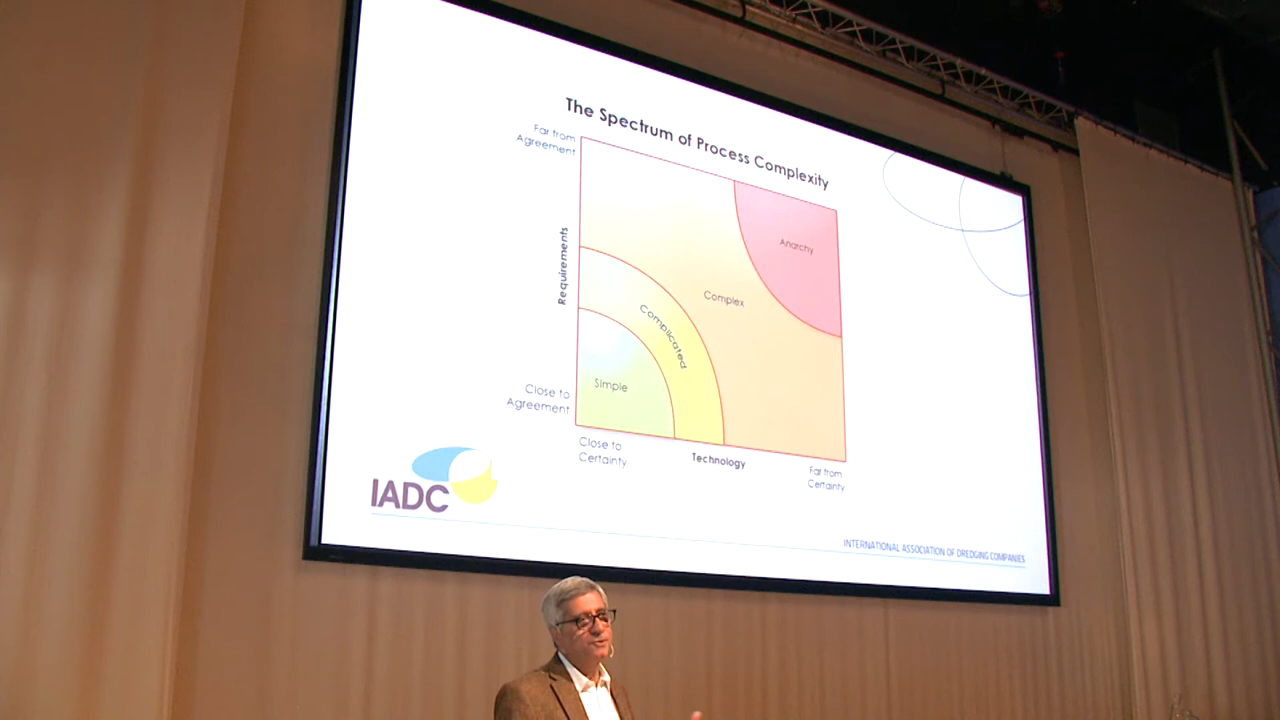 The Spectrum of Process Complexity
Far from
Agreement
Anarchy
Requirements
Complex
Complicated
Simple
Close to
Agreement
Close to
Certainty
Technology
Far from
Certainty
IADC
INTERNATIONAL ASSOCIATION OF DREDGING COMPANIES